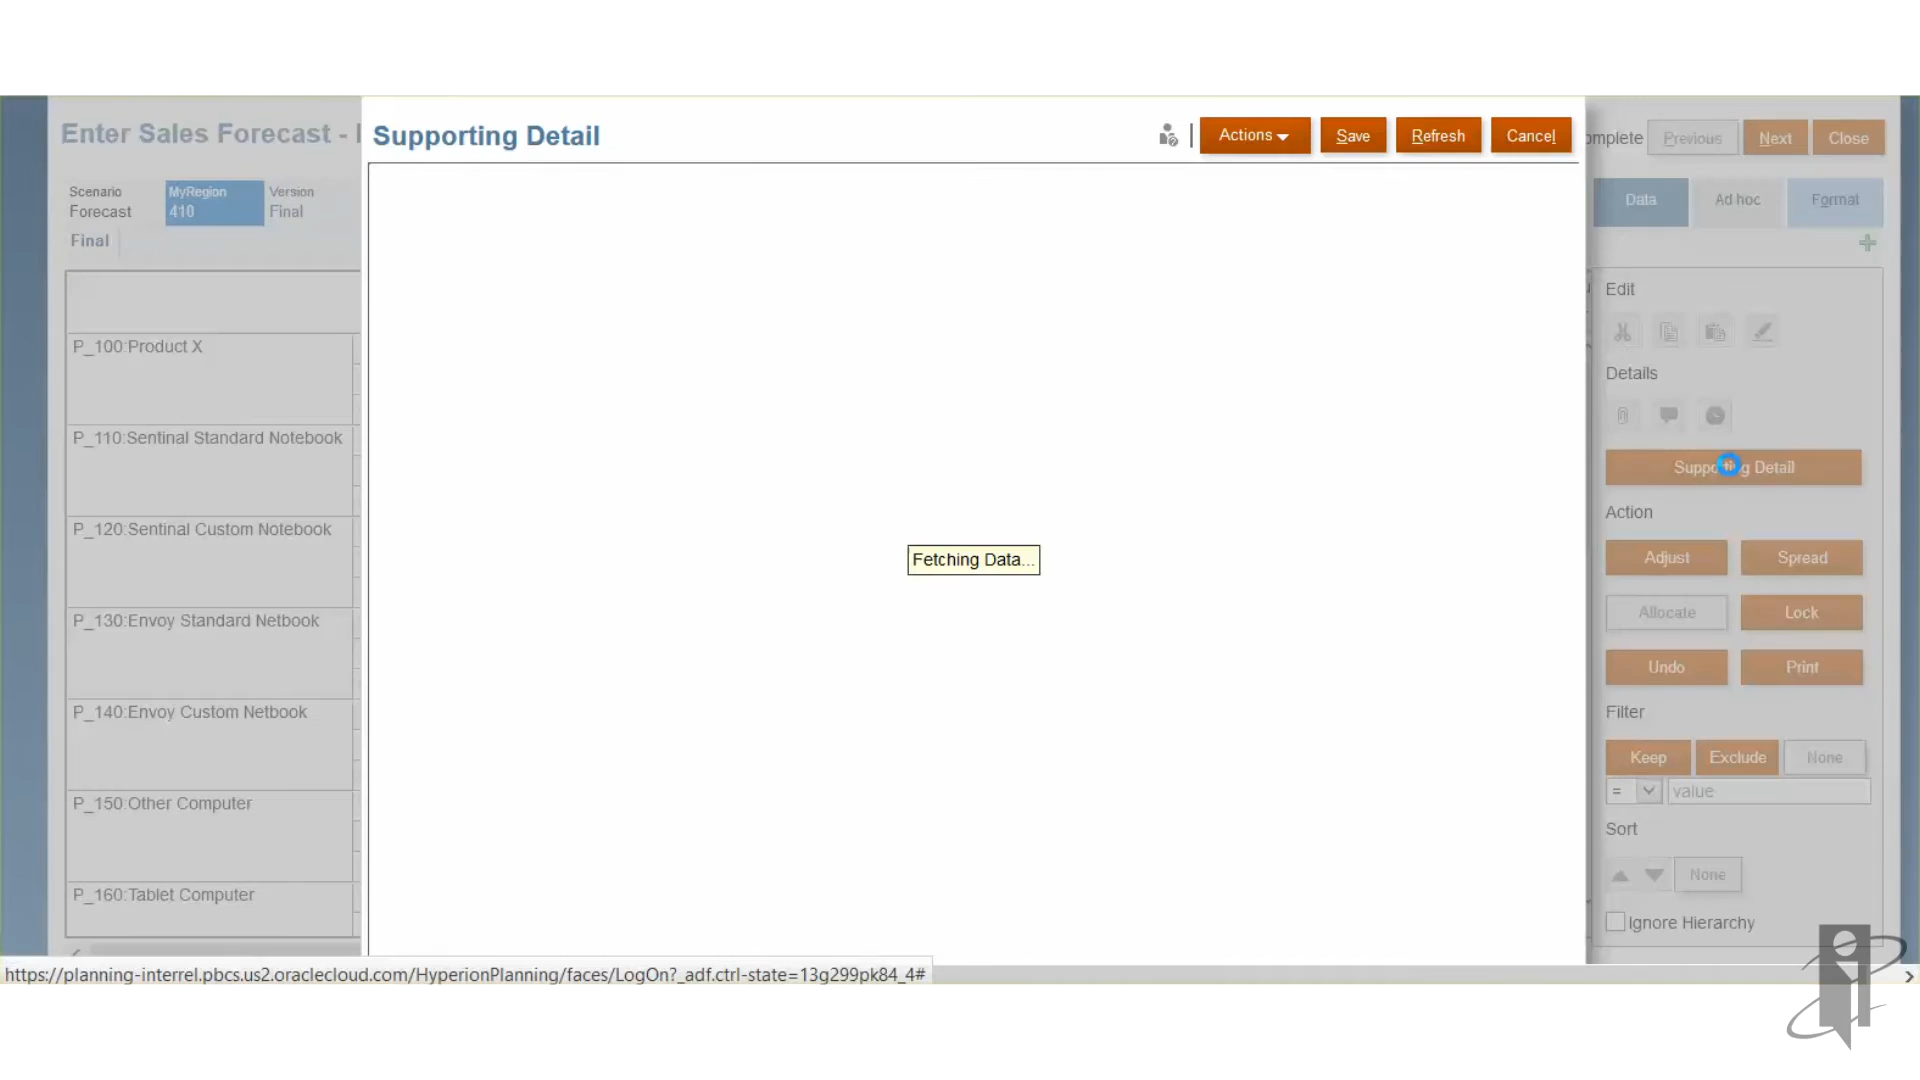 Enter Sales Forecast -
Supporting Detail
Actions
Save
Refresh
Cancel
Previous
Next
Close
Scenario
Forecast
MyRegion
410
Version
Final
Data
Ad hoc
Format
Final
Edit
P_100:Product X
Details
P_110:Sentinal Standard Notebook
Supporting Detail
Action
P_120:Sentinal Custom Notebook
Fetching Data...
Adjust
Spread
P_130:Envoy Standard Netbook
Allocate
Lock
Undo
Print
P_140:Envoy Custom Netbook
Filter
Keep
Exclude
None
=
value
P_150:Other Computer
Sort
None
P_160:Tablet Computer
Ignore Hierarchy
https://planning-interrel.pbcs.us2.oraclecloud.com/HyperionPlanning/faces/LogOn?_adf.ctrl-state=13g299pk84_4#